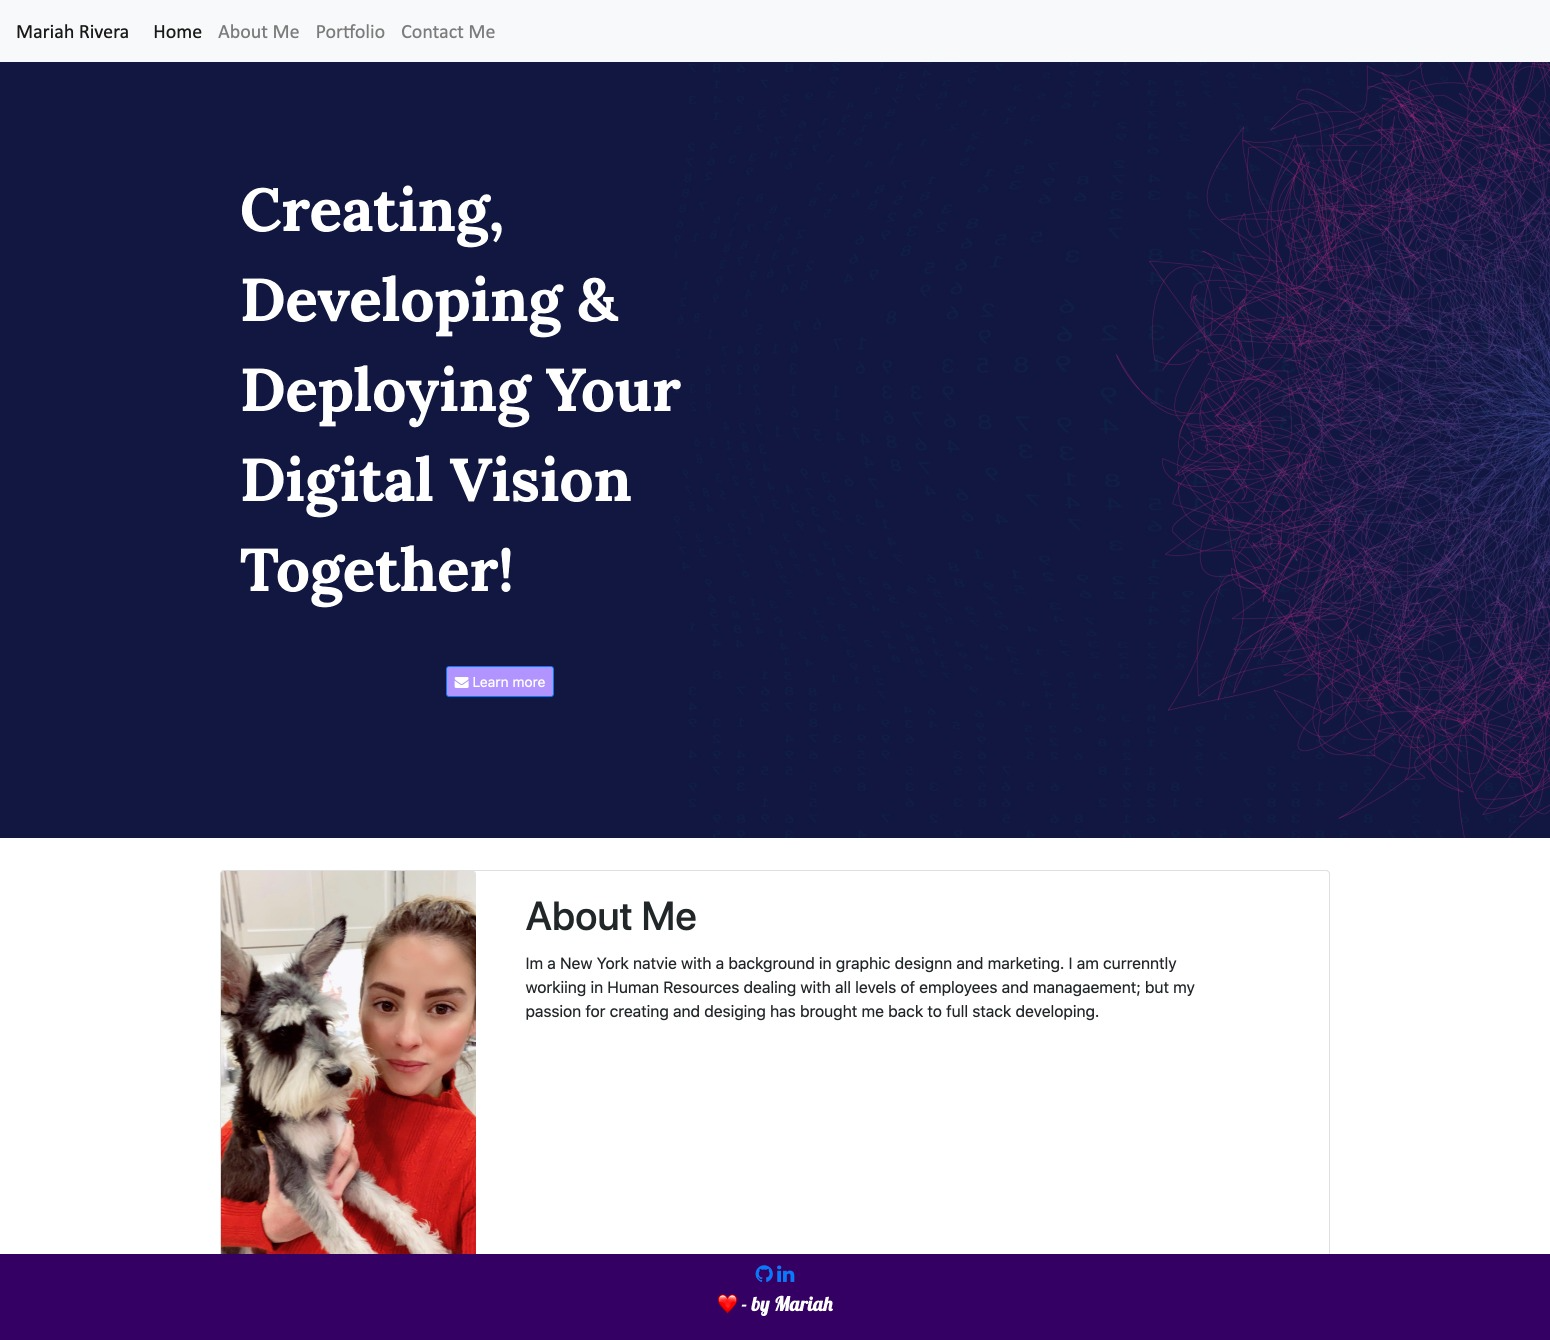 Mariah Rivera Home About Me Portfolio Contact Me
Creating,
Developing &
Deploying Your
Digital Vision
Together!
Learn more
About Me
Im a New York natvie with a background in graphic designn and marketing. I am currenntly
workiing in Human Resources dealing with all levels of employees and managaement; but my
passion for creating and desiging has brought me back to full stack developing.
in
❤️ - by Mariah